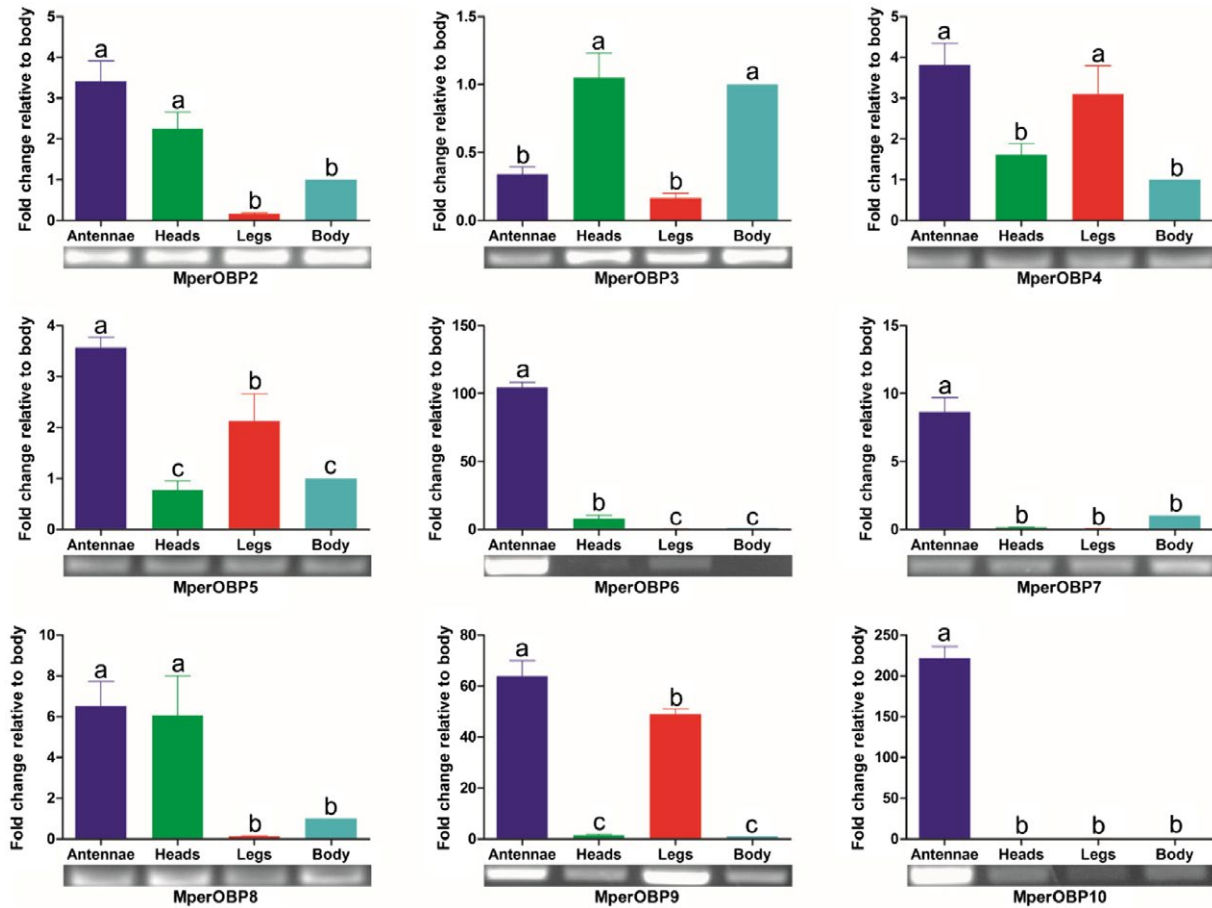 Fold change relative to body
5
4
3
2
1
0
a
a
b
b
Antennae Heads Legs Body
MperOBP2
Fold change relative to body
1.5
1.0
0.5
0.0
b
a
b
a
Antennae Heads Legs Body
MperOBP3
Fold change relative to body
5
4
3
2
1
0
a
b
a
b
Antennae Heads Legs Body
MperOBP4
Fold change relative to body
4
3
2
1
0
a
c
b
c
Antennae Heads Legs Body
MperOBP5
Fold change relative to body
150
100
50
0
a
b
c
c
Antennae Heads Legs Body
MperOBP6
Fold change relative to body
15
10
5
0
a
b
b
b
Antennae Heads Legs Body
MperOBP7
Fold change relative to body
10
8
6
4
2
0
a
a
b
b
Antennae Heads Legs Body
MperOBP8
Fold change relative to body
80
60
40
20
0
a
c
b
c
Antennae Heads Legs Body
MperOBP9
Fold change relative to body
250
200
150
100
50
0
a
b
b
b
Antennae Heads Legs Body
MperOBP10